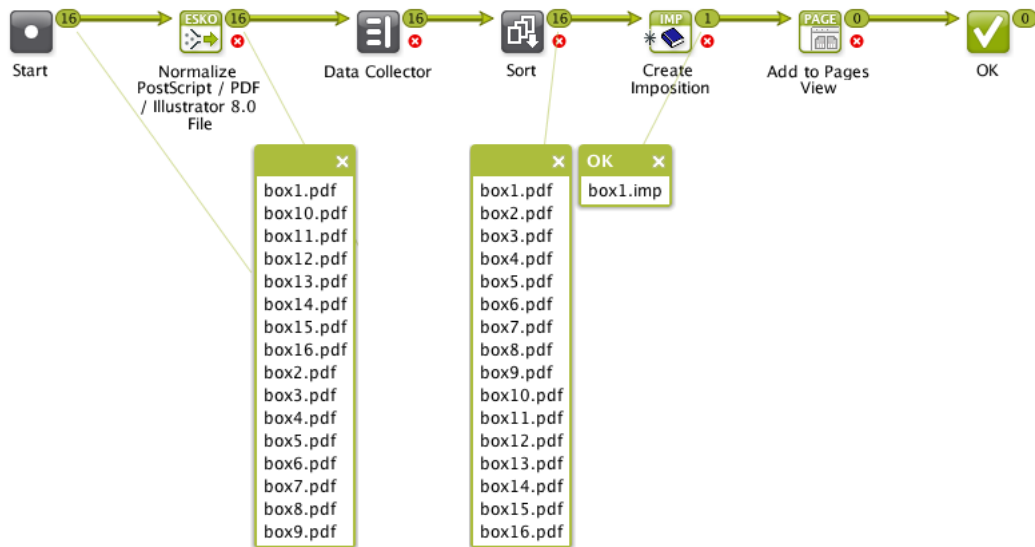 16
ESKO
16
16
16
IMP
1
PAGE
0
0
Start
Normalize
PostScript / PDF
/ Illustrator 8.0
File
Data Collector
Sort
Create
Imposition
Add to Pages
View
OK
box1.pdf
box10.pdf
box11.pdf
box12.pdf
box13.pdf
box14.pdf
box15.pdf
box16.pdf
box2.pdf
box3.pdf
box4.pdf
box5.pdf
box6.pdf
box7.pdf
box8.pdf
box9.pdf
box1.pdf
box2.pdf
box3.pdf
box4.pdf
box5.pdf
box6.pdf
box7.pdf
box8.pdf
box9.pdf
box10.pdf
box11.pdf
box12.pdf
box13.pdf
box14.pdf
box15.pdf
box16.pdf
OK
box1.imp